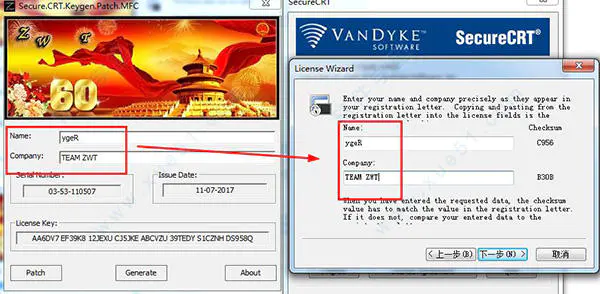 Secure.CRT.Keygen.Patch.MFC
ZWT
60
Name:
ygeR
Company:
TEAM ZWT
Serial Number:
Issue Date:
03-53-110507
11-07-2017
License Key:
AA6DV7 EF39K8 12JEXU CJ5JKE ABCVZU 39TEDY S1CZNH DS958Q
Patch
Generate
About
SecureCRT
VANDYKE
SOFTWARE
SecureCRT®
License Wizard
Enter your name and company precisely as they appear in
your registration letter. Copying and pasting from the
registration letter into the license fields is the
Name:
Checksum
ygeR
C956
Company:
TEAM ZWT
B30B
When you have entered the requested data, the checksum
value has to match the value in the registration letter.
If it does not, compare your entered data to the
< 上一步(B)
下一步(N) >
取消